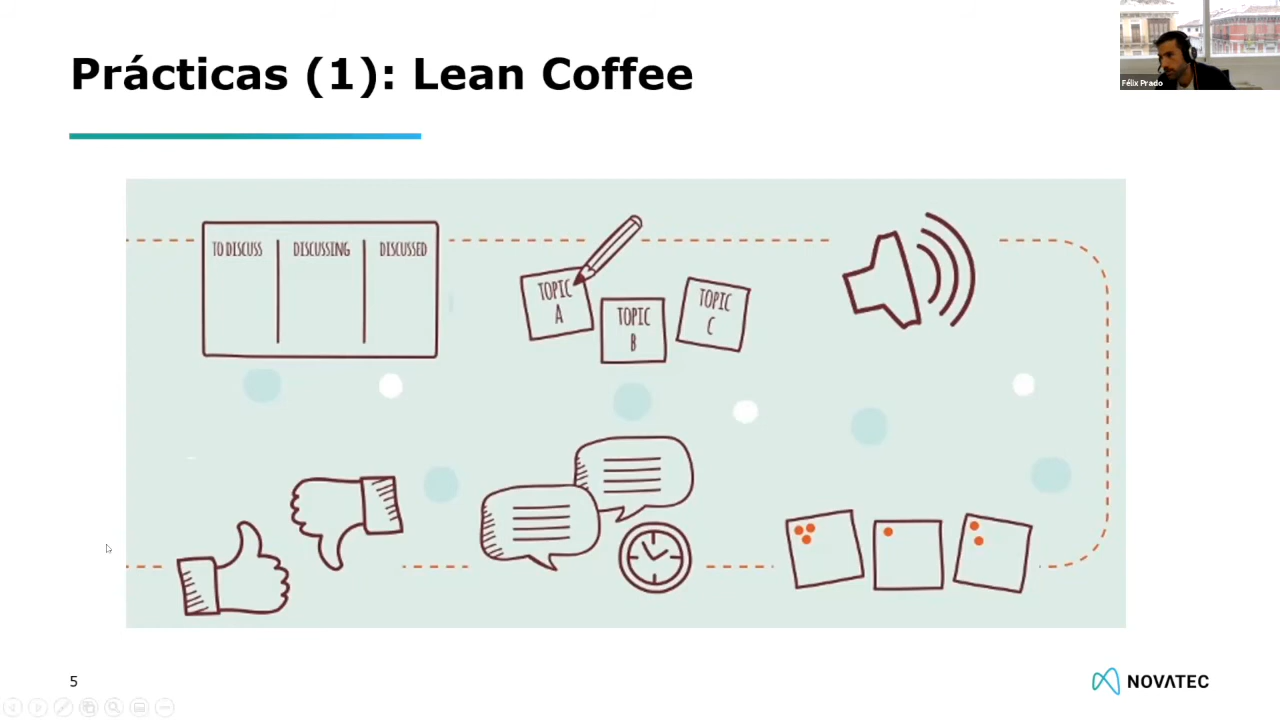 Prácticas (1): Lean Coffee
Félix Prado
TO DISCUSS
DISCUSSING
DISCUSSED
TOPIC
A
TOPIC
B
TOPIC
C
5
NOVATEC